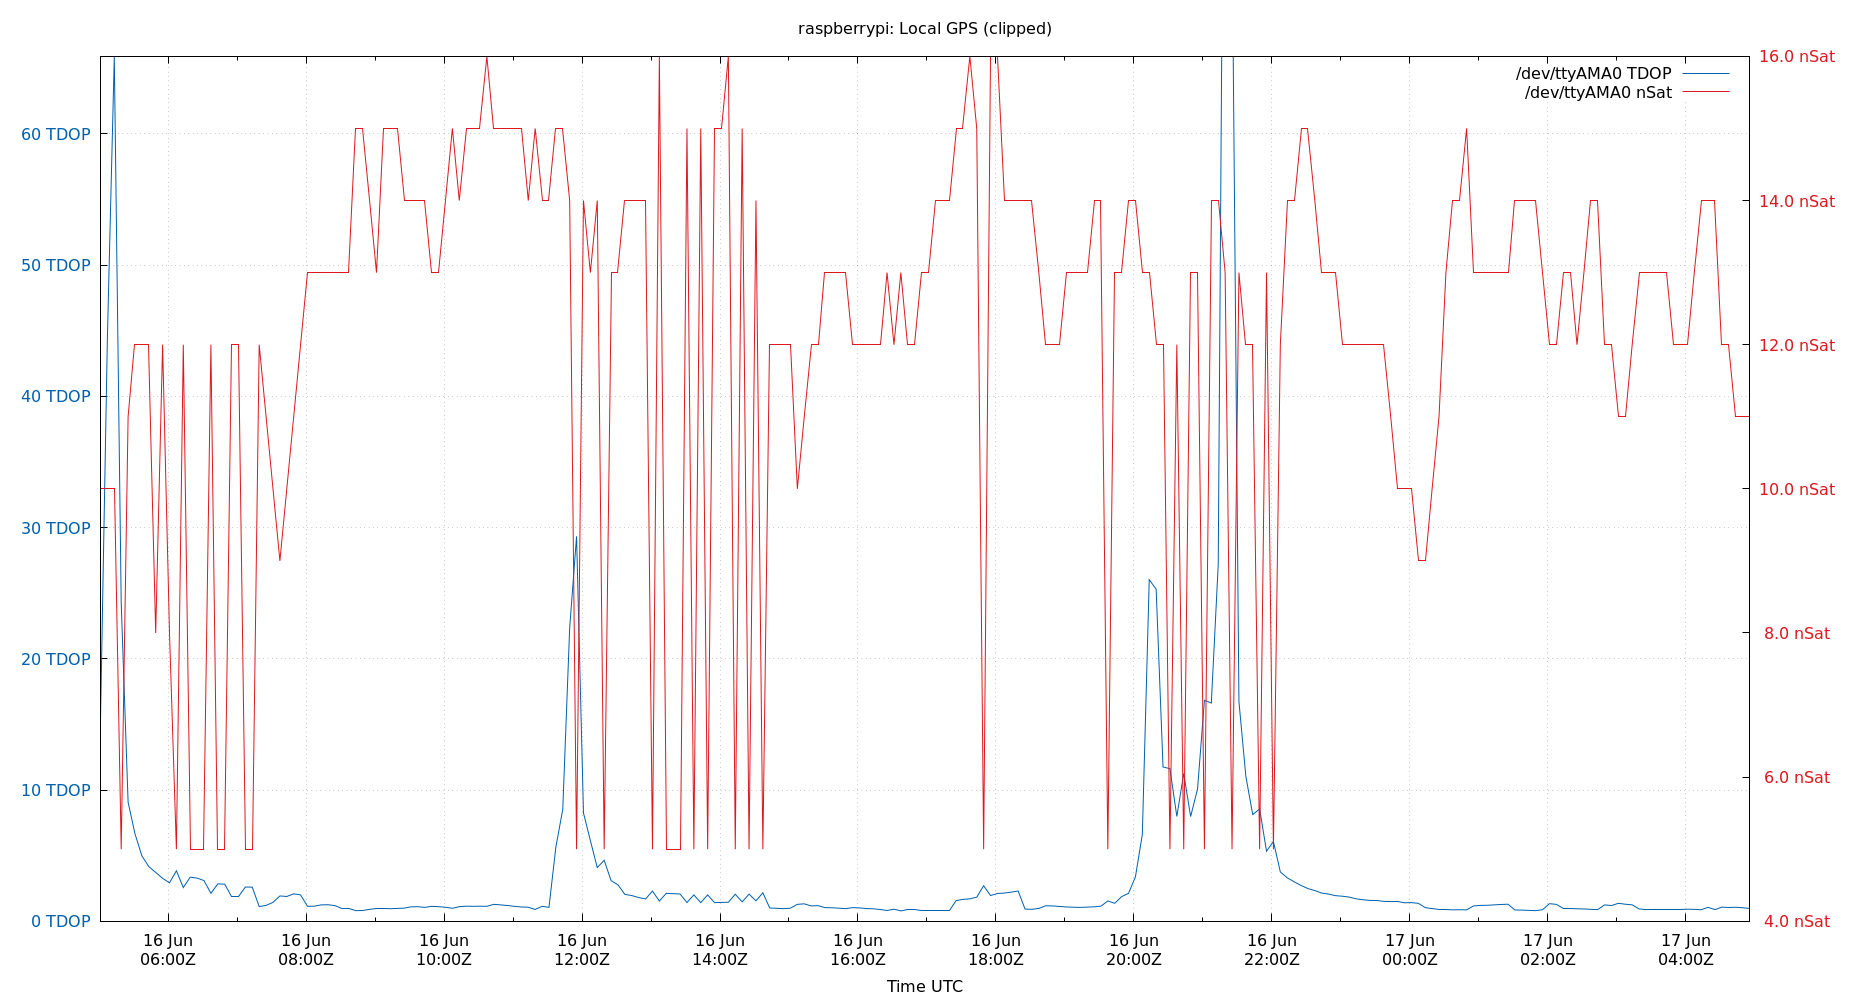 raspberrypi: Local GPS (clipped)
/dev/ttyAMA0 TDOP
/dev/ttyAMA0 nSat
60 TDOP
50 TDOP
40 TDOP
30 TDOP
20 TDOP
10 TDOP
0 TDOP
16.0 nSat
14.0 nSat
12.0 nSat
10.0 nSat
8.0 nSat
6.0 nSat
4.0 nSat
16 Jun
06:00Z
16 Jun
08:00Z
16 Jun
10:00Z
16 Jun
12:00Z
16 Jun
14:00Z
16 Jun
16:00Z
16 Jun
18:00Z
16 Jun
20:00Z
16 Jun
22:00Z
17 Jun
00:00Z
17 Jun
02:00Z
17 Jun
04:00Z
Time UTC